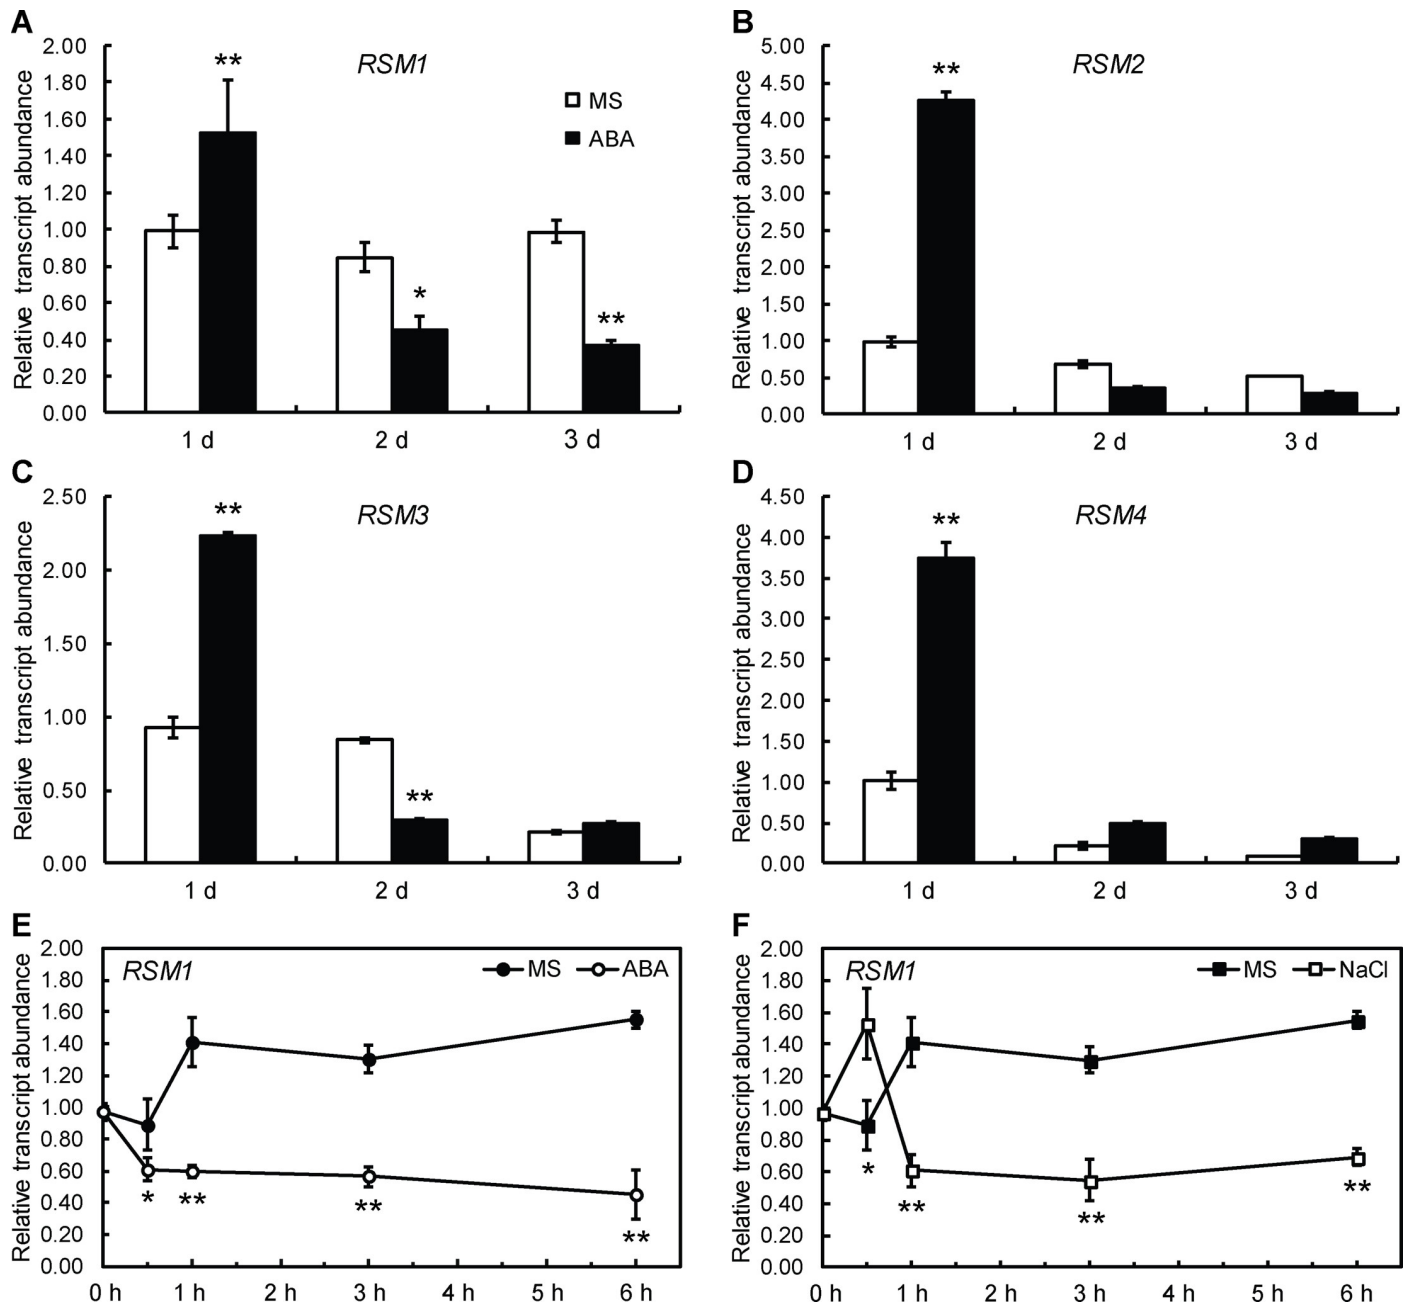 A
RSM1
Relative transcript abundance
2.00
1.80
1.60
1.40
1.20
1.00
0.80
0.60
0.40
0.20
0.00
**
*
**
MS
ABA
1 d
2 d
3 d
B
RSM2
Relative transcript abundance
5.00
4.50
4.00
3.50
3.00
2.50
2.00
1.50
1.00
0.50
0.00
**
1 d
2 d
3 d
C
RSM3
Relative transcript abundance
2.50
2.00
1.50
1.00
0.50
0.00
**
**
1 d
2 d
3 d
D
RSM4
Relative transcript abundance
4.50
4.00
3.50
3.00
2.50
2.00
1.50
1.00
0.50
0.00
**
1 d
2 d
3 d
E
RSM1
MS ABA
Relative transcript abundance
2.00
1.80
1.60
1.40
1.20
1.00
0.80
0.60
0.40
0.20
0.00
* ** ** **
0 h 1 h 2 h 3 h 4 h 5 h 6 h
F
RSM1
MS NaCl
Relative transcript abundance
2.00
1.80
1.60
1.40
1.20
1.00
0.80
0.60
0.40
0.20
0.00
* ** ** **
0 h 1 h 2 h 3 h 4 h 5 h 6 h